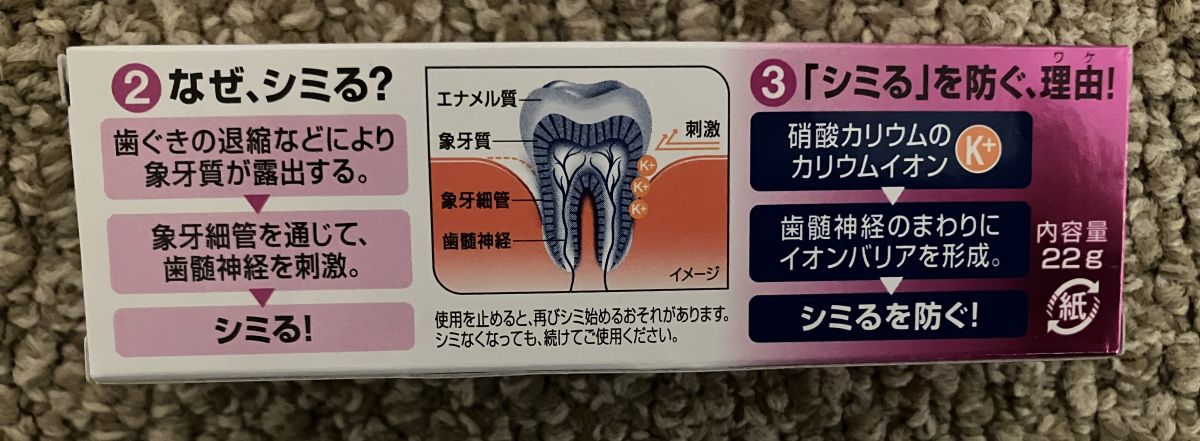 2 なぜ、シミる?
歯ぐきの退縮などにより
象牙質が露出する。
象牙細管を通じて、
歯髄神経を刺激。
シミる!
エナメル質
象牙質
刺激
K+
K+
K+
象牙細管
歯髄神経
イメージ
使用を止めると、再びシミ始めるおそれがあります。
シミなくなっても、続けてご使用ください。
ワケ
3 「シミる」を防ぐ、理由!
硝酸カリウムの
カリウムイオン K+
歯髄神経のまわりに
イオンバリアを形成。
シミるを防ぐ!
内容量
22g
紙